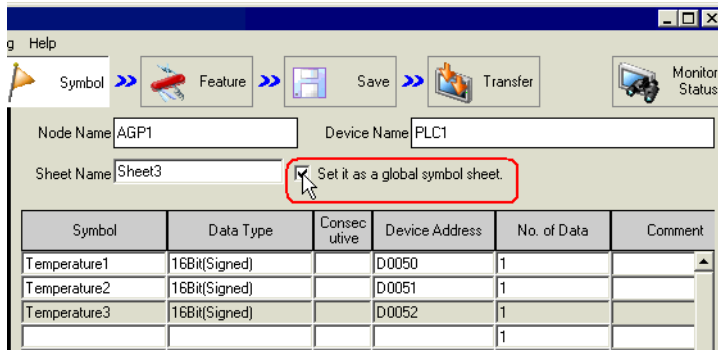 g Help
Symbol Feature Save Transfer Monitor Status
Node Name AGP1 Device Name PLC1
Sheet Name Sheet3 Set it as a global symbol sheet.
Symbol Data Type Consec utive Device Address No. of Data Comment
Temperature1 16Bit(Signed) D0050 1
Temperature2 16Bit(Signed) D0051 1
Temperature3 16Bit(Signed) D0052 1
1